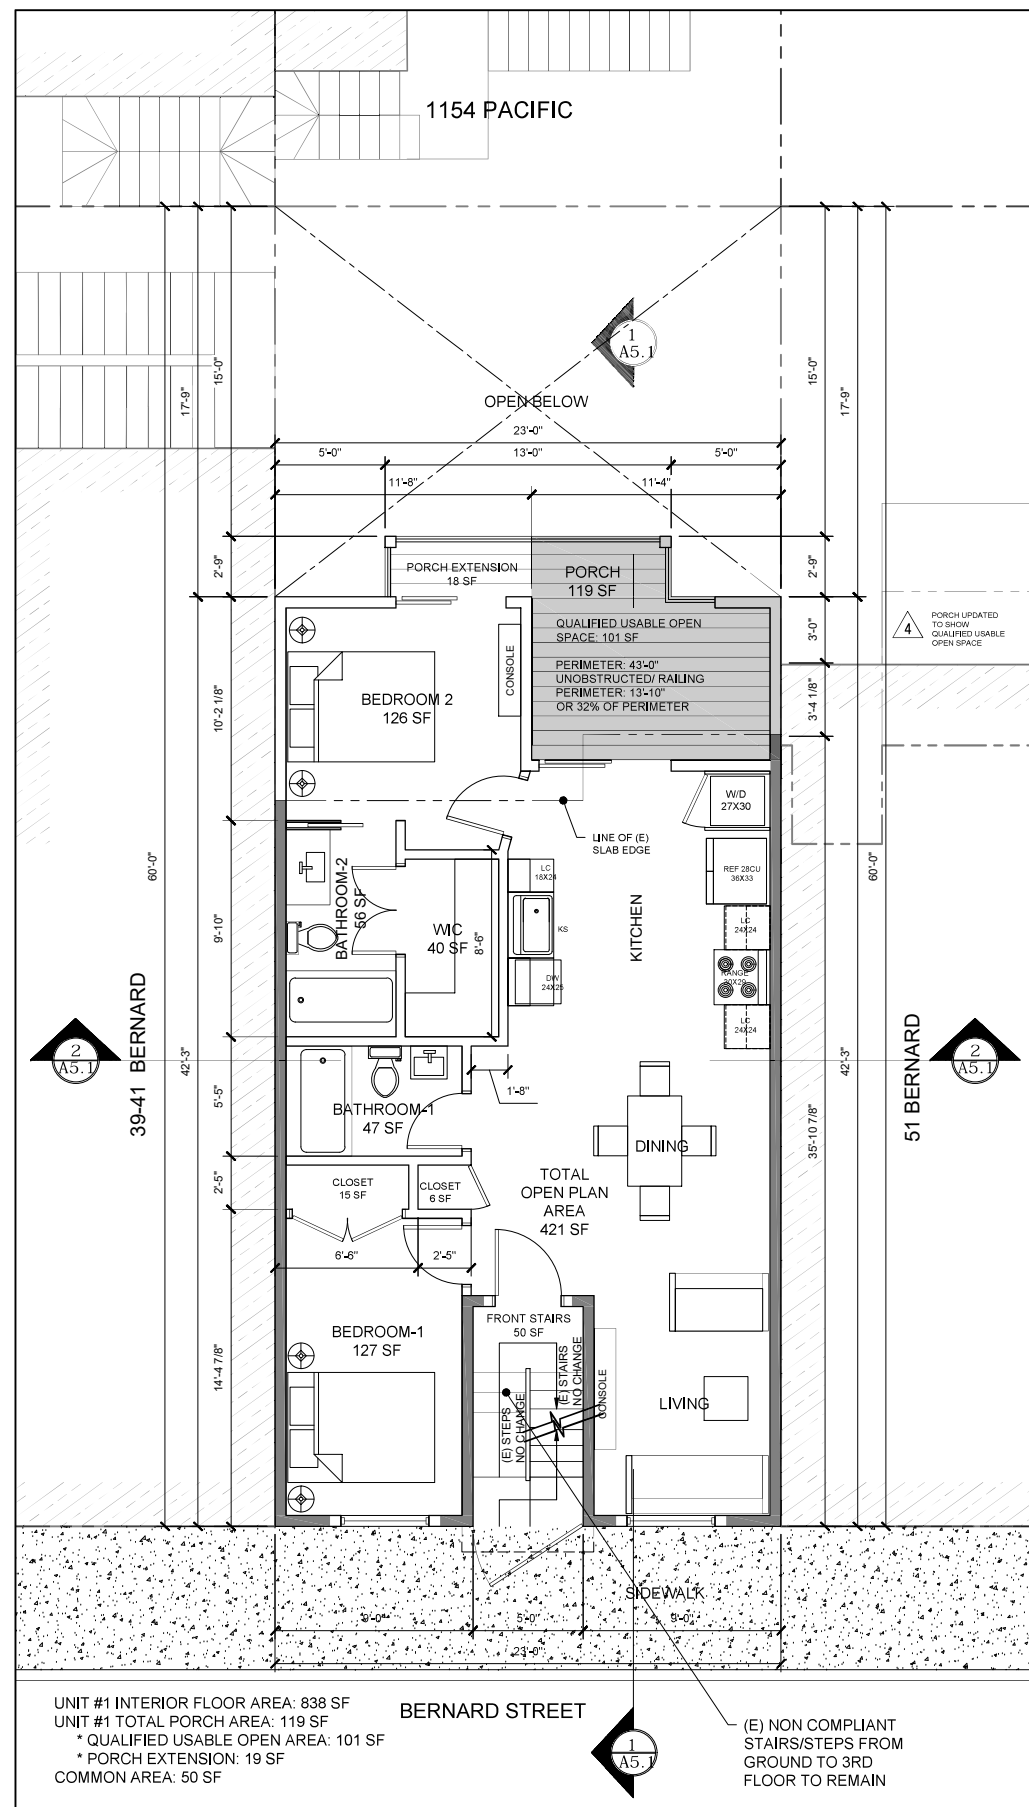 1154 PACIFIC
1
A5.1
15'-0"
17'-9"
15'-0"
17'-9"
OPEN BELOW
23'-0"
5'-0"
13'-0"
5'-0"
11'-8"
11'-4"
2'-9"
2'-9"
PORCH EXTENSION
18 SF
PORCH
119 SF
QUALIFIED USABLE OPEN
SPACE: 101 SF
PERIMETER: 43'-0"
UNOBSTRUCTED/ RAILING
PERIMETER: 13'-10"
OR 32% OF PERIMETER
3'-0"
4
PORCH UPDATED
TO SHOW
QUALIFIED USABLE
OPEN SPACE
CONSOLE
BEDROOM 2
126 SF
10'-2 1/8"
3'-4 1/8"
W/D
27X30
LINE OF (E)
SLAB EDGE
60'-0"
60'-0"
LC
18X24
REF 28CU
36X33
BATHROOM-2
56 SF
WIC
40 SF
8'-6"
9'-10"
KS
KITCHEN
LC
24X24
DW
24X25
RANGE
30X29
LC
24X24
39-41 BERNARD
2
A5.1
42'-3"
42'-3"
51 BERNARD
2
A5.1
5'-5"
1'-8"
BATHROOM-1
47 SF
DINING
35'-10 7/8"
2'-5"
CLOSET
15 SF
CLOSET
6 SF
TOTAL
OPEN PLAN
AREA
421 SF
6'-6"
2'-5"
FRONT STAIRS
50 SF
BEDROOM-1
127 SF
14'-4 7/8"
(E) STAIRS
NO CHANGE
(E) STEPS
NO CHANGE
CONSOLE
LIVING
SIDEWALK
9'-0"
5'-0"
9'-0"
23'-0"
UNIT #1 INTERIOR FLOOR AREA: 838 SF
UNIT #1 TOTAL PORCH AREA: 119 SF
* QUALIFIED USABLE OPEN AREA: 101 SF
* PORCH EXTENSION: 19 SF
COMMON AREA: 50 SF
BERNARD STREET
1
A5.1
(E) NON COMPLIANT
STAIRS/STEPS FROM
GROUND TO 3RD
FLOOR TO REMAIN